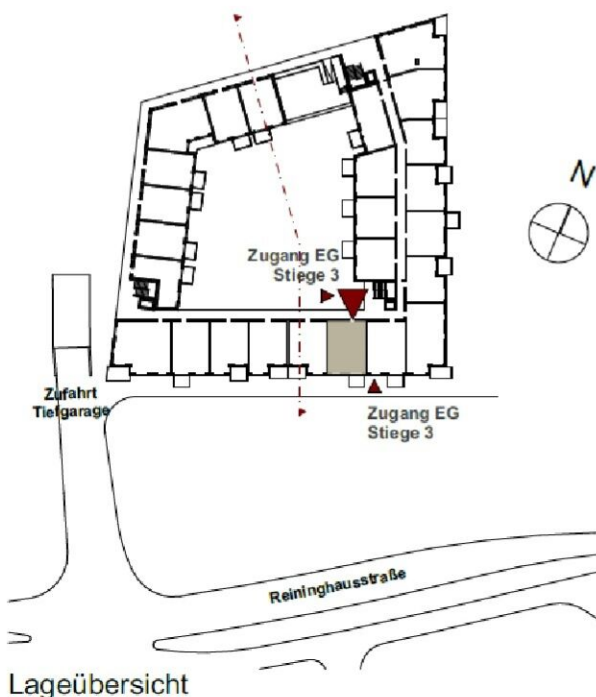 N
Zugang EG
Stiege 3
Zufahrt
Tiefgarage
Zugang EG
Stiege 3
Reininghausstraße
Lageübersicht